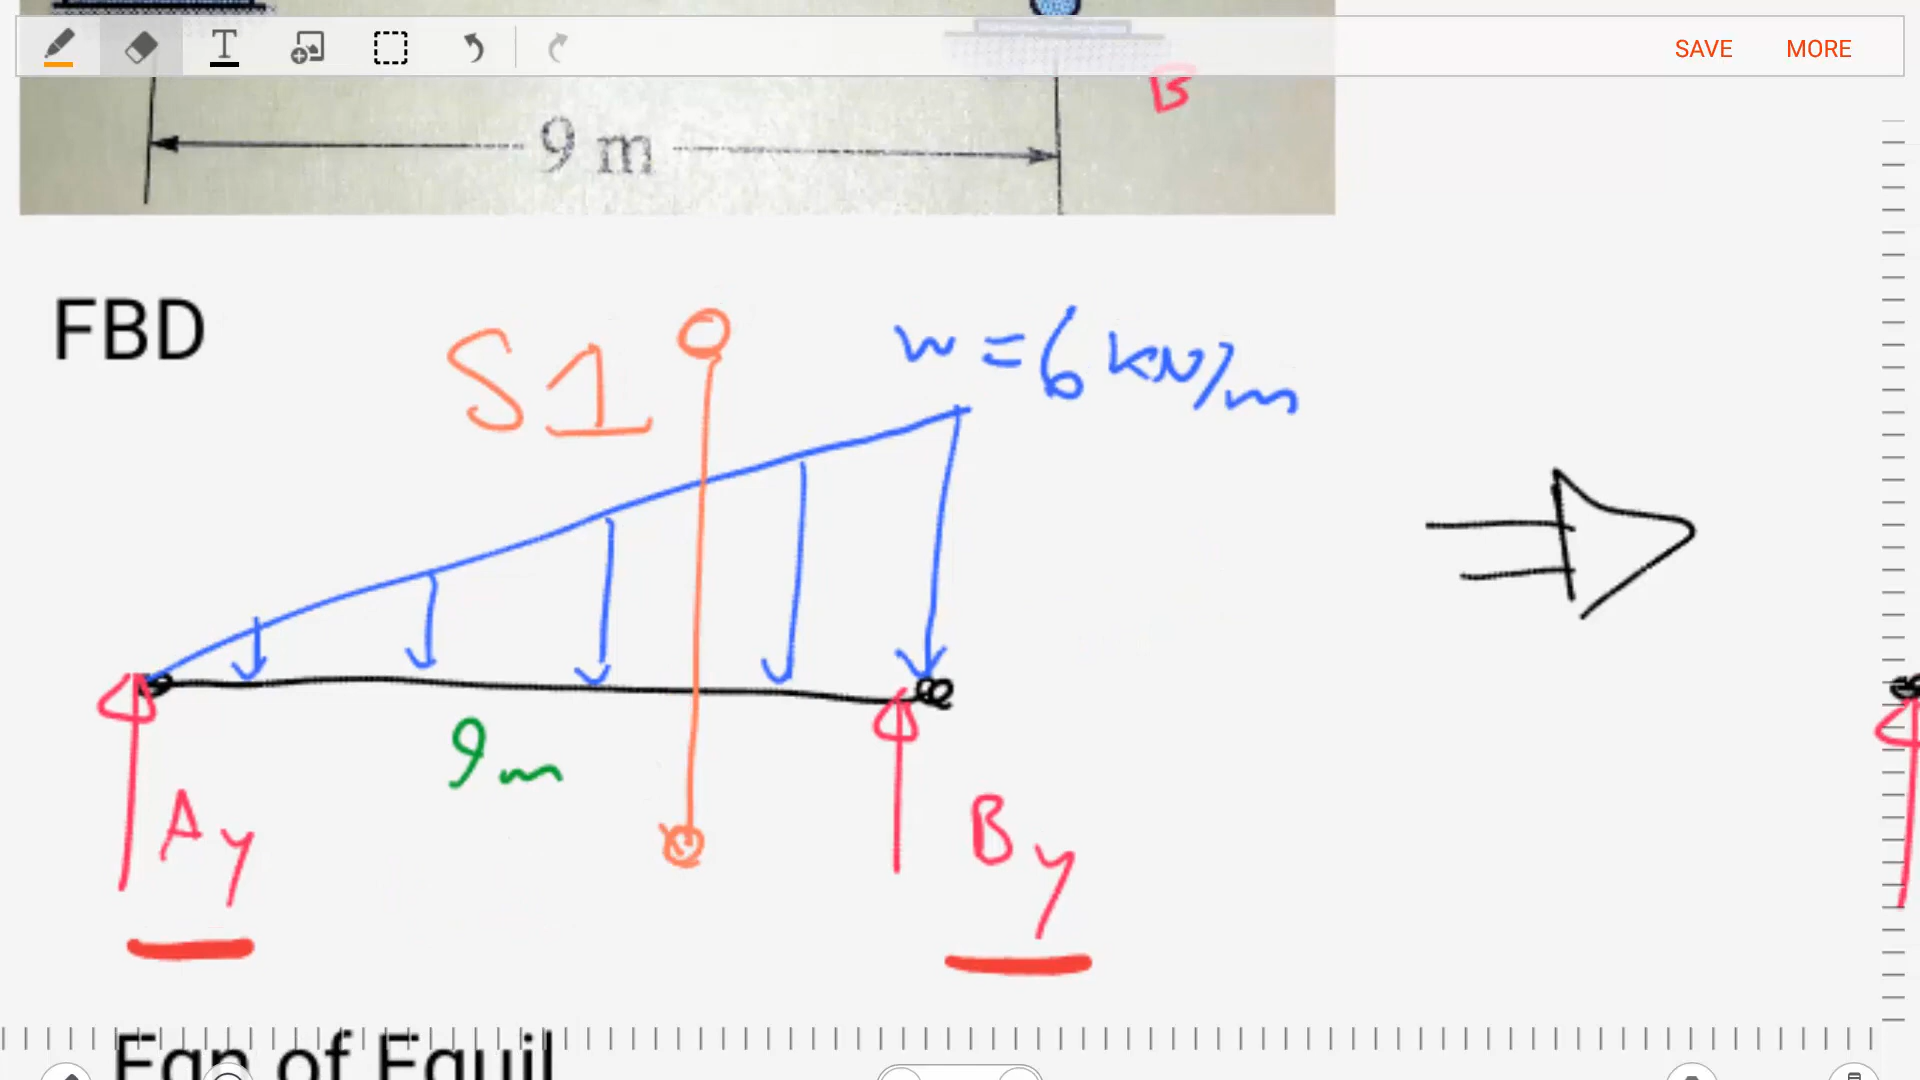 T SAVE MORE
B
9 m
FBD
S1
w = 6 kN/m
9m
Ay
By
Eqn of Equil